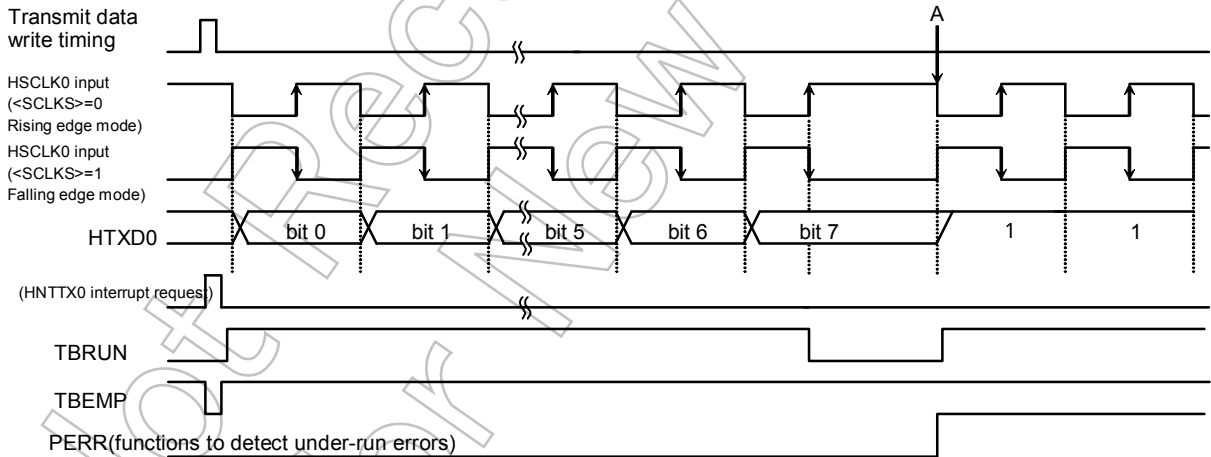 Transmit data
write timing
A
HSCLK0 input
(<SCLKS>=0
Rising edge mode)
HSCLK0 input
(<SCLKS>=1
Falling edge mode)
HTXD0 bit 0 bit 1 bit 5 bit 6 bit 7 1 1
(HNTTX0 interrupt request)
TBRUN
TBEMP
PERR(functions to detect under-run errors)